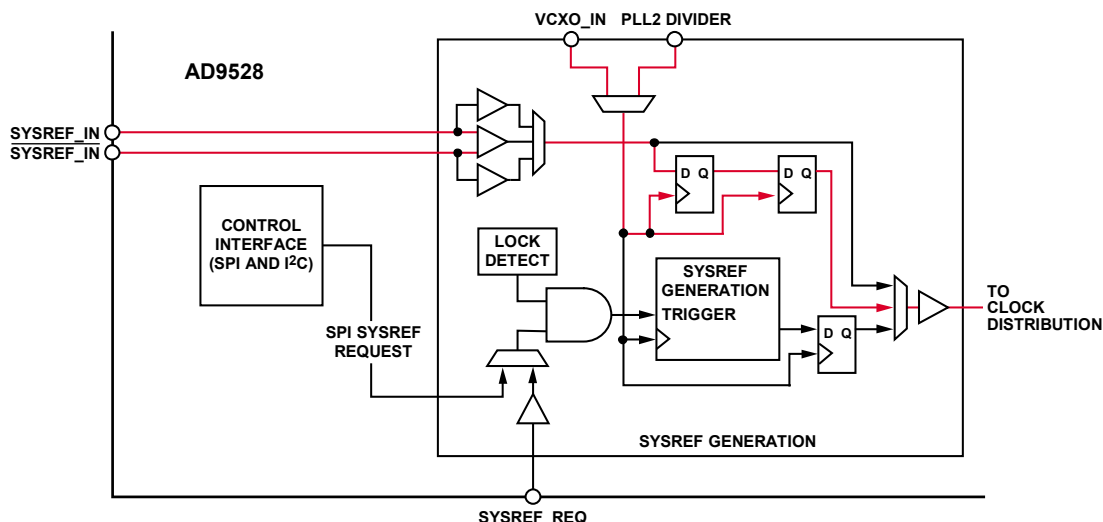 VCXO_IN PLL2 DIVIDER
AD9528
SYSREF_IN
SYSREF_IN
D Q
D Q
CONTROL
INTERFACE
(SPI AND I²C)
LOCK
DETECT
SYSREF
GENERATION
TRIGGER
TO
CLOCK
DISTRIBUTION
D Q
SPI SYSREF
REQUEST
SYSREF GENERATION
SYSREF_REQ